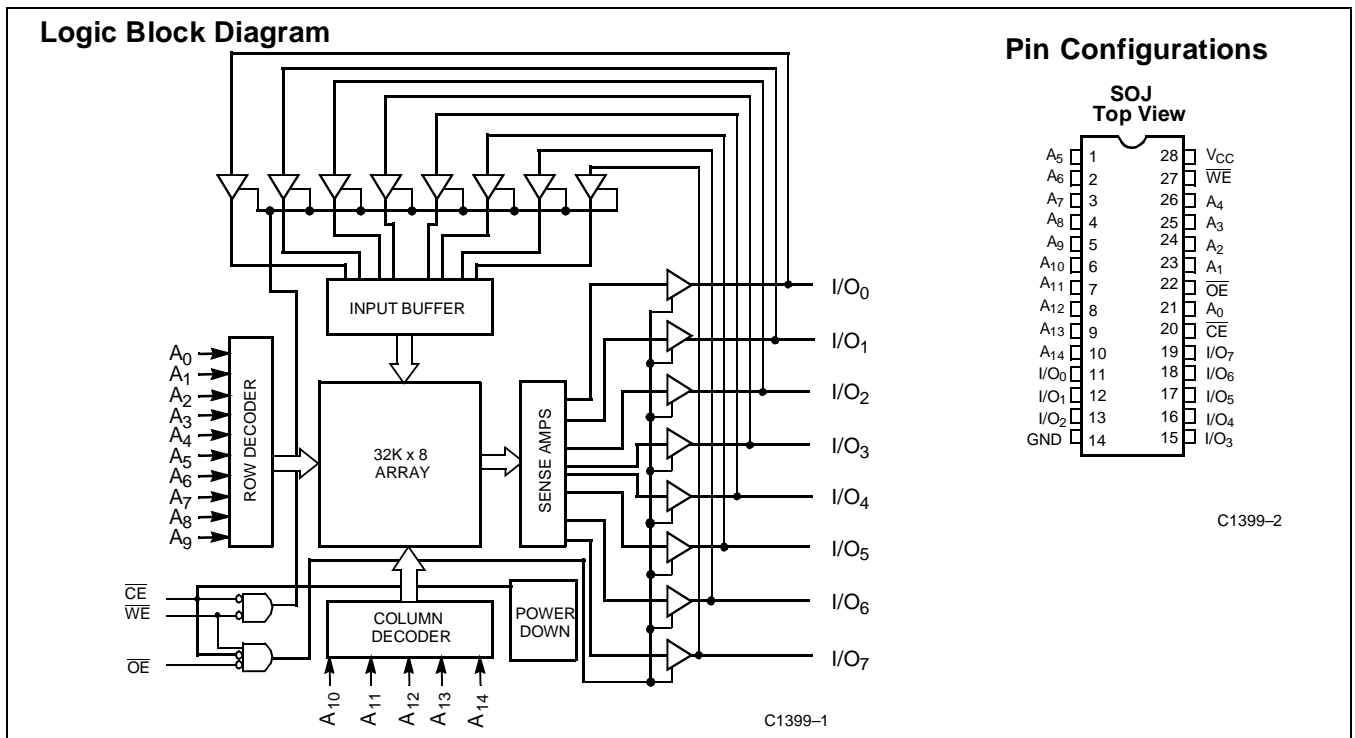 Logic Block Diagram
INPUT BUFFER
A0
A1
A2
A3
A4
A5
A6
A7
A8
A9
ROW DECODER
32K x 8
ARRAY
SENSE AMPS
I/O0
I/O1
I/O2
I/O3
I/O4
I/O5
I/O6
I/O7
CE
WE
OE
COLUMN
DECODER
POWER
DOWN
A10
A11
A12
A13
A14
C1399–1
Pin Configurations
SOJ
Top View
A5 1 28 VCC
A6 2 27 WE
A7 3 26 A4
A8 4 25 A3
A9 5 24 A2
A10 6 23 A1
A11 7 22 OE
A12 8 21 A0
A13 9 20 CE
A14 10 19 I/O7
I/O0 11 18 I/O6
I/O1 12 17 I/O5
I/O2 13 16 I/O4
GND 14 15 I/O3
C1399–2